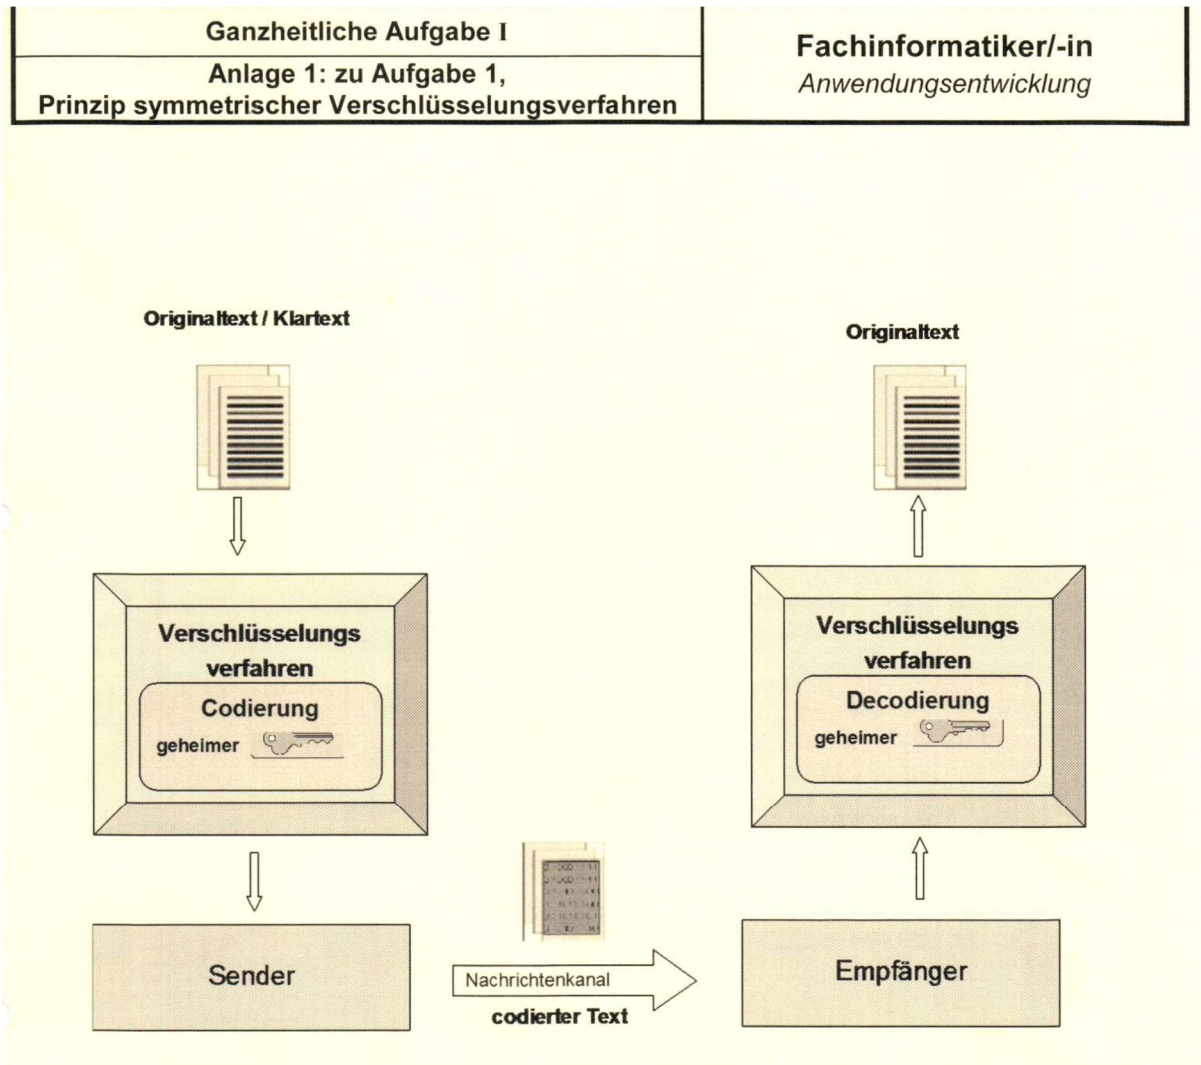 Ganzheitliche Aufgabe I
Anlage 1: zu Aufgabe 1,
Prinzip symmetrischer Verschlüsselungsverfahren
Fachinformatiker/-in
Anwendungsentwicklung
Originaltext / Klartext
Originaltext
Verschlüsselungs
verfahren
Codierung
geheimer
Verschlüsselungs
verfahren
Decodierung
geheimer
Sender
Nachrichtenkanal
codierter Text
Empfänger